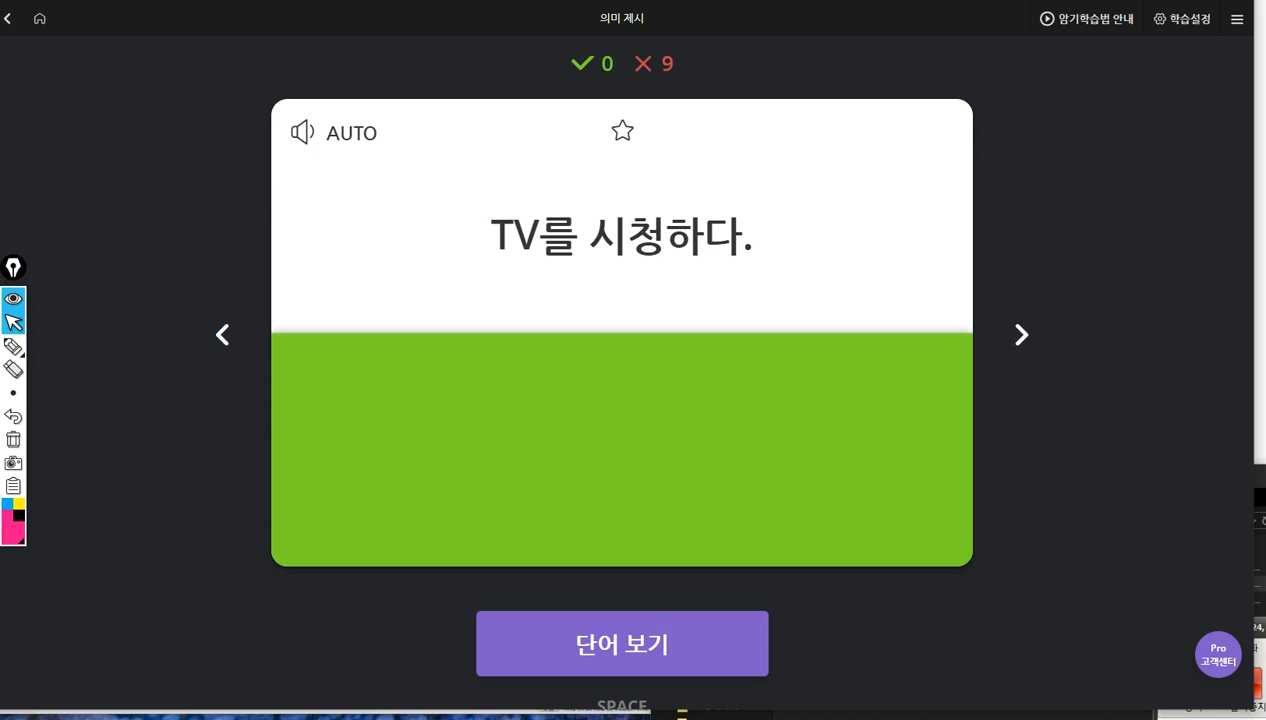 의미 제시
암기학습법 안내
학습설정
0
9
AUTO
TV를 시청하다.
단어 보기
SPACE
Pro
고객센터
24,